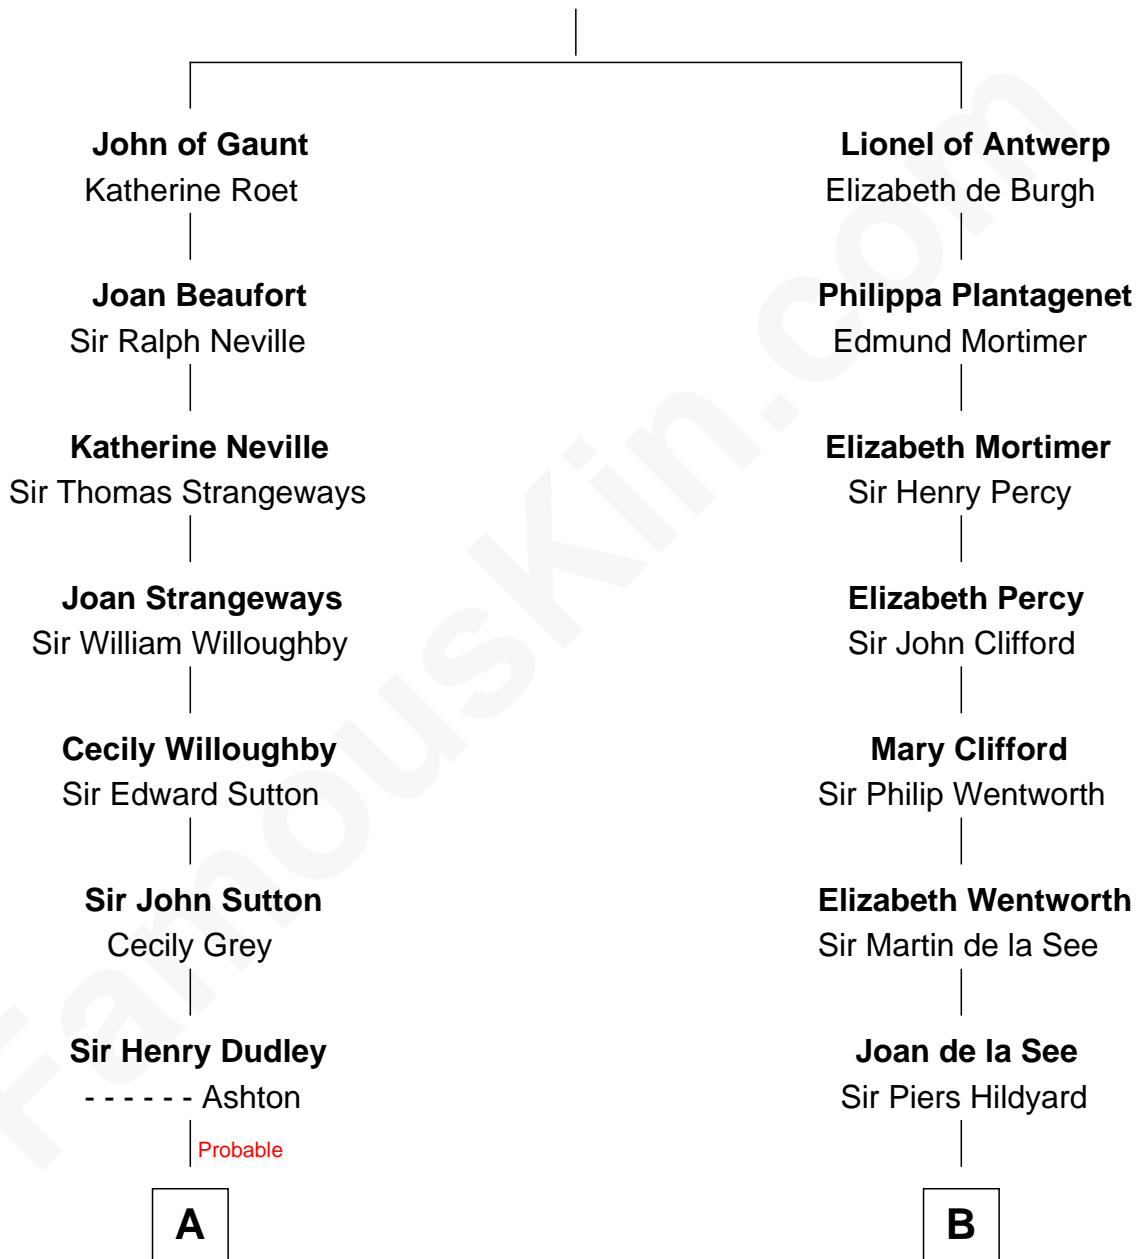 John of Gaunt
Katherine Roet
Joan Beaufort
Sir Ralph Neville
Katherine Neville
Sir Thomas Strangeways
Joan Strangeways
Sir William Willoughby
Cecily Willoughby
Sir Edward Sutton
Sir John Sutton
Cecily Grey
Sir Henry Dudley
- - - - - - Ashton
Probable
A
Lionel of Antwerp
Elizabeth de Burgh
Philippa Plantagenet
Edmund Mortimer
Elizabeth Mortimer
Sir Henry Percy
Elizabeth Percy
Sir John Clifford
Mary Clifford
Sir Philip Wentworth
Elizabeth Wentworth
Sir Martin de la See
Joan de la See
Sir Piers Hildyard
B
FamousKin.com